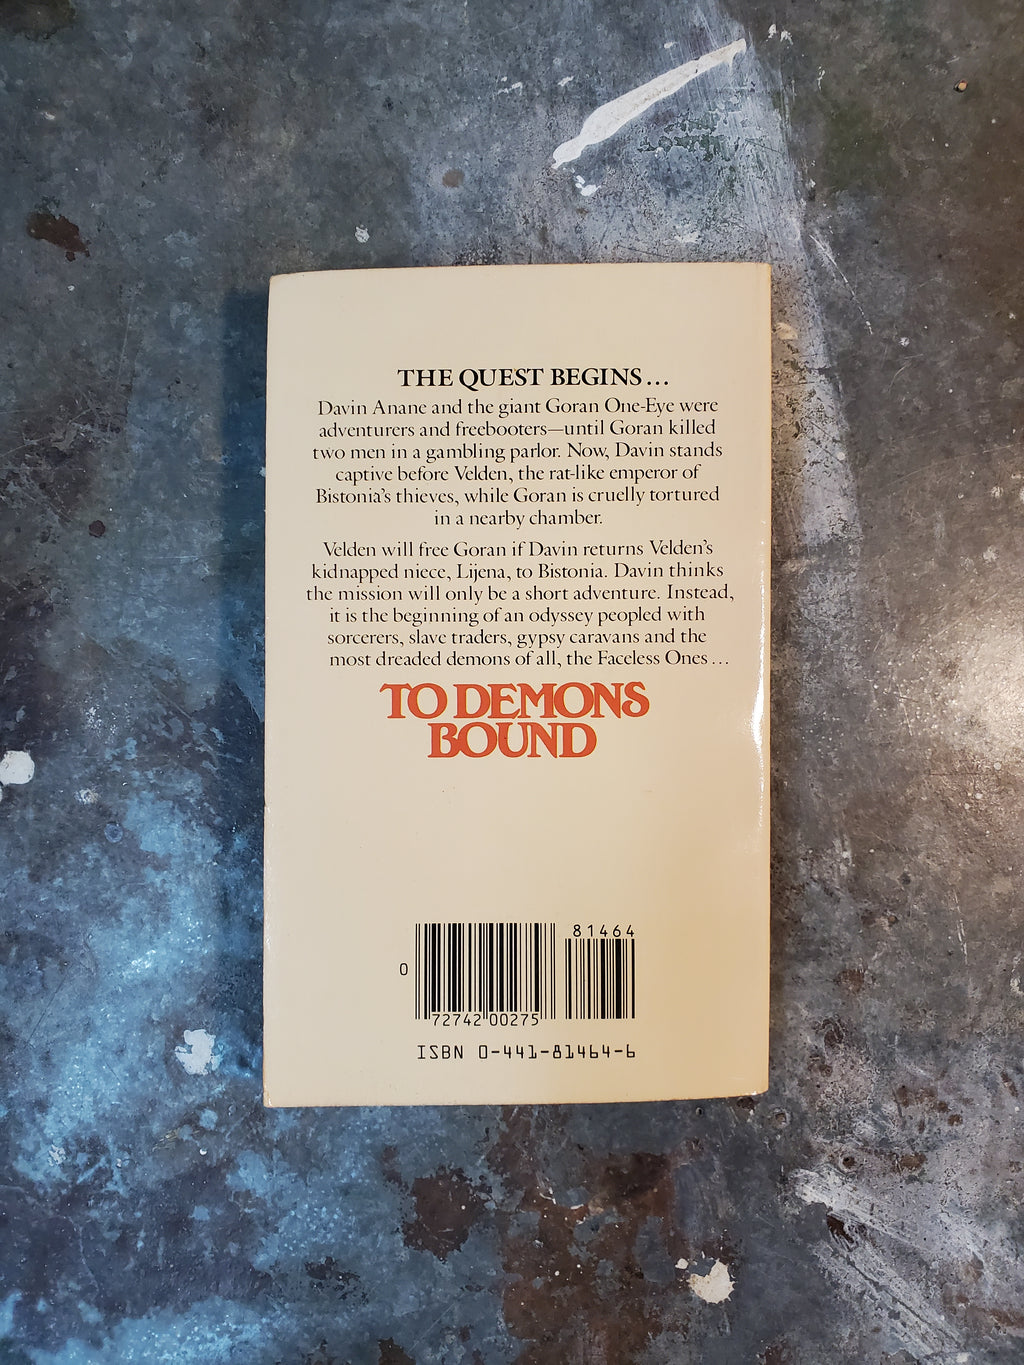 THE QUEST BEGINS...
Davin Anane and the giant Goran One-Eye were
adventurers and freebooters—until Goran killed
two men in a gambling parlor. Now, Davin stands
captive before Velden, the rat-like emperor of
Bistonia's thieves, while Goran is cruelly tortured
in a nearby chamber.
Velden will free Goran if Davin returns Velden's
kidnapped niece, Lijena, to Bistonia. Davin thinks
the mission will only be a short adventure. Instead,
it is the beginning of an odyssey peopled with
sorcerers, slave traders, gypsy caravans and the
most dreaded demons of all, the Faceless Ones...
TO DEMONS
BOUND
81464
0
72742 00275
ISBN 0-441-81464-6